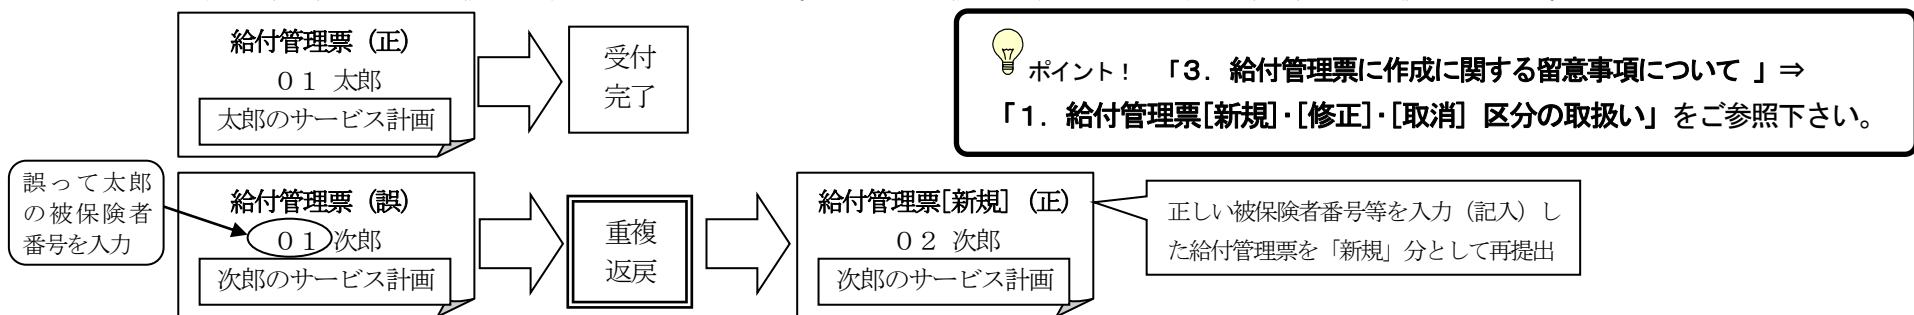 給付管理票（正）
０１ 太郎
太郎のサービス計画
受付
完了
ポイント！ 「３．給付管理票に作成に関する留意事項について 」⇒
「１．給付管理票[新規]・[修正]・[取消] 区分の取扱い」をご参照下さい。
誤って太郎
の被保険者
番号を入力
給付管理票（誤）
０１ 次郎
次郎のサービス計画
重複
返戻
給付管理票[新規]（正）
０２ 次郎
次郎のサービス計画
正しい被保険者番号等を入力（記入）し
た給付管理票を「新規」分として再提出